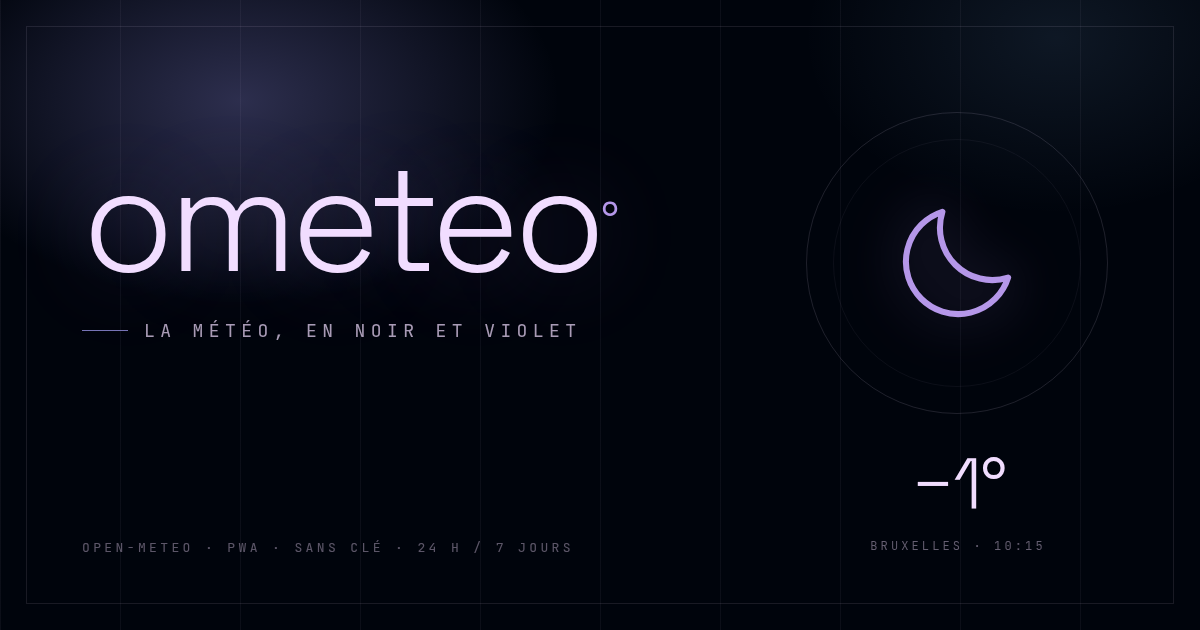 ometeo°
LA MÉTÉO, EN NOIR ET VIOLET
−1°
OPEN-METEO · PWA · SANS CLÉ · 24 H / 7 JOURS
BRUXELLES · 10:15